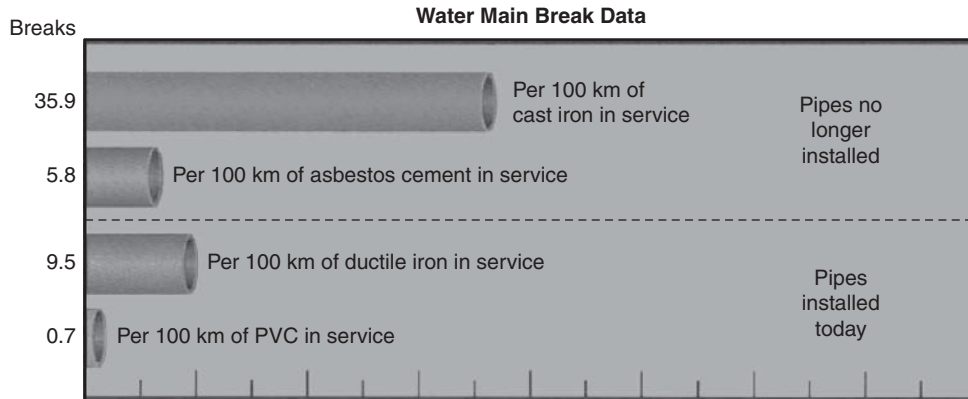 Water Main Break Data
Breaks
35.9
Per 100 km of
cast iron in service
Pipes no
longer
installed
5.8
Per 100 km of asbestos cement in service
9.5
Per 100 km of ductile iron in service
Pipes
installed
today
0.7
Per 100 km of PVC in service